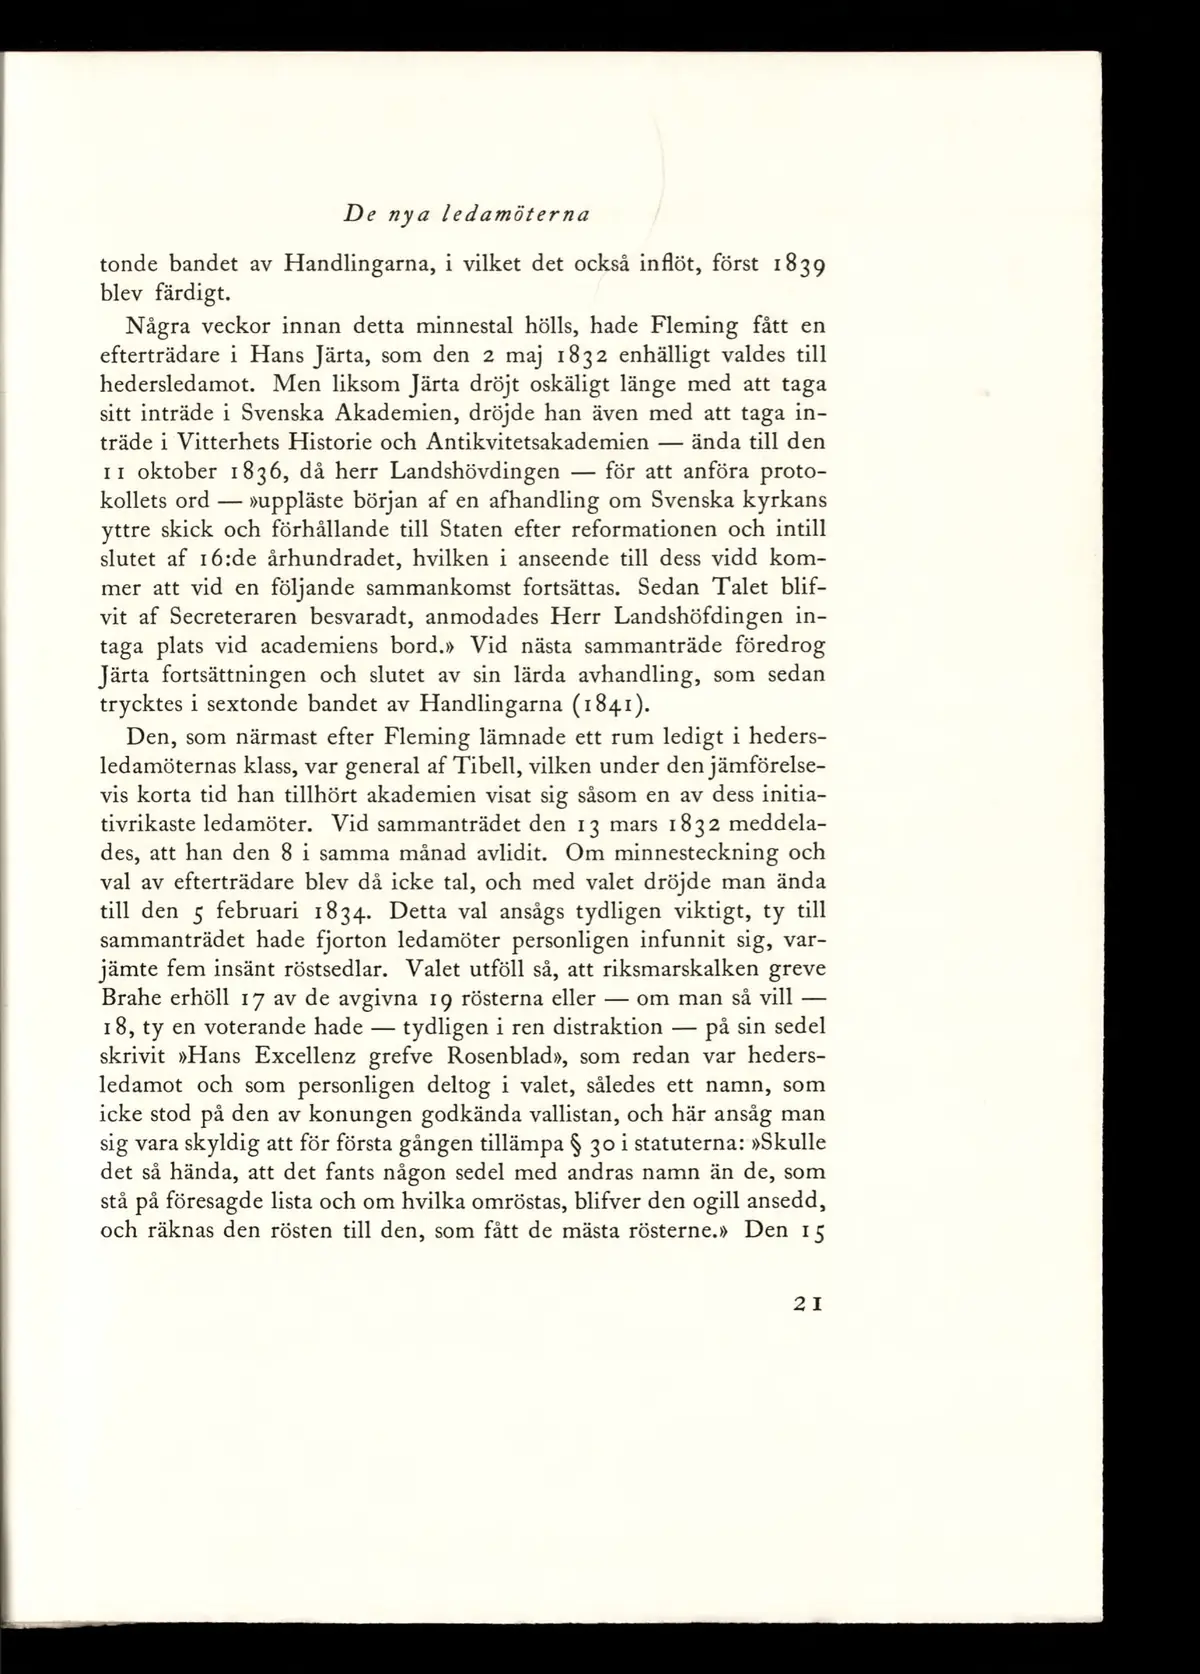 De nya ledamöterna
tonde bandet av Handlingarna, i vilket det också inflöt, först 1839
blev färdigt.
Några veckor innan detta minnestal hölls, hade Fleming fått en
efterträdare i Hans Järta, som den 2 maj 1832 enhälligt valdes till
hedersledamot. Men liksom Järta dröjt oskäligt länge med att taga
sitt inträde i Svenska Akademien, dröjde han även med att taga in-
träde i Vitterhets Historie och Antikvitetsakademien — ända till den
11 oktober 1836, då herr Landshövdingen — för att anföra proto-
kollets ord — »uppläste början af en afhandling om Svenska kyrkans
yttre skick och förhållande till Staten efter reformationen och intill
slutet af 16:de århundradet, hvilken i anseende till dess vidd kom-
mer att vid en följande sammankomst fortsättas. Sedan Talet blif-
vit af Secreteraren besvaradt, anmodades Herr Landshöfdingen in-
taga plats vid academiens bord.» Vid nästa sammanträde föredrog
Järta fortsättningen och slutet av sin lärda avhandling, som sedan
trycktes i sextonde bandet av Handlingarna (1841).
Den, som närmast efter Fleming lämnade ett rum ledigt i heders-
ledamöternas klass, var general af Tibell, vilken under den jämförelse-
vis korta tid han tillhört akademien visat sig såsom en av dess initia-
tivrikaste ledamöter. Vid sammanträdet den 13 mars 1832 meddela-
des, att han den 8 i samma månad avlidit. Om minnesteckning och
val av efterträdare blev då icke tal, och med valet dröjde man ända
till den 5 februari 1834. Detta val ansågs tydligen viktigt, ty till
sammanträdet hade fjorton ledamöter personligen infunnit sig, var-
jämte fem insänt röstsedlar. Valet utföll så, att riksmarskalken greve
Brahe erhöll 17 av de avgivna 19 rösterna eller — om man så vill —
18, ty en voterande hade — tydligen i ren distraktion — på sin sedel
skrivit »Hans Excellenz grefve Rosenblad», som redan var heders-
ledamot och som personligen deltog i valet, således ett namn, som
icke stod på den av konungen godkända vallistan, och här ansåg man
sig vara skyldig att för första gången tillämpa § 30 i statuterna: »Skulle
det så hända, att det fants någon sedel med andras namn än de, som
stå på föresagde lista och om hvilka omröstas, blifver den ogill ansedd,
och räknas den rösten till den, som fått de mästa rösterne.» Den 15
21